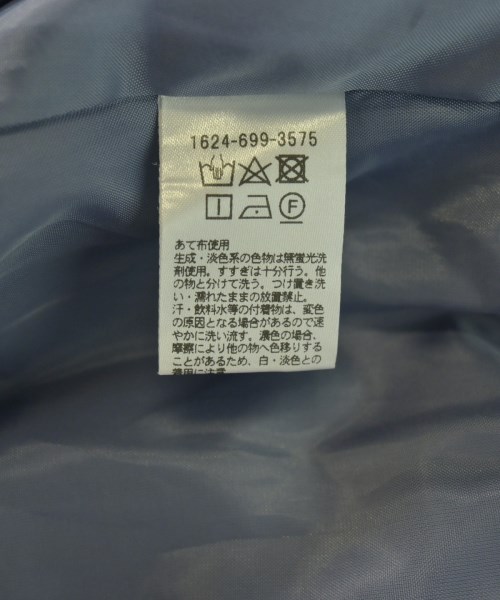 1624-699-3575
F
あて布使用
生成・淡色系の色物は無蛍光洗
剤使用。すすぎは十分行う。他
の物と分けて洗う。つけ置き洗
い・濡れたままの放置禁止。
汗・飲料水等の付着物は、変色
の原因となる場合があるので速
やかに洗い流す。濃色の場合、
摩擦により他の物へ色移りする
ことがあるため、白・淡色との
着用に注意